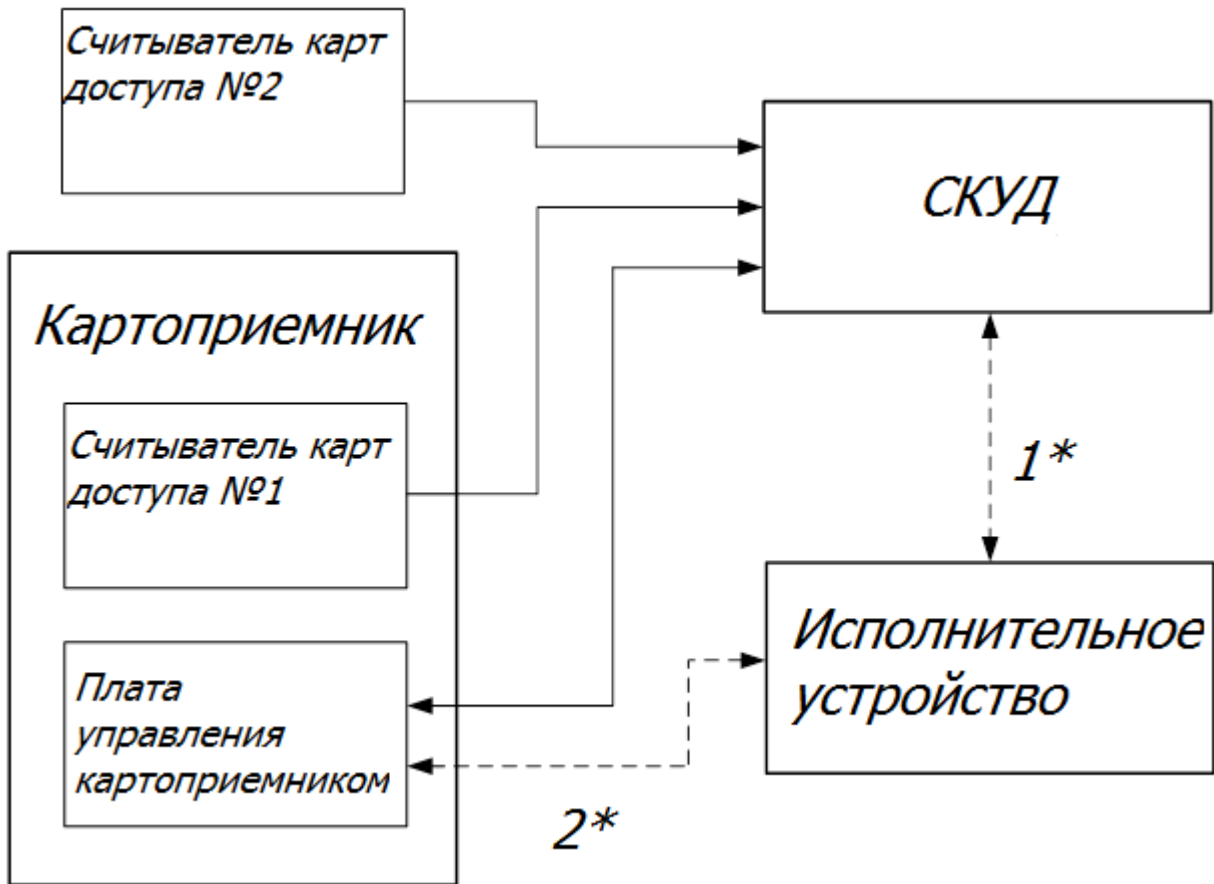 Считыватель карт
доступа №2
СКУД
Картоприемник
Считыватель карт
доступа №1
1*
Исполнительное
устройство
Плата
управления
картоприемником
2*